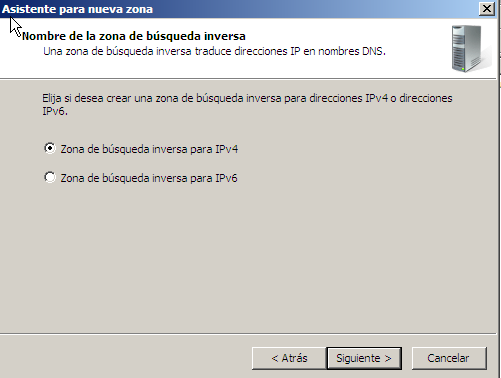 Asistente para nueva zona
Nombre de la zona de búsqueda inversa
Una zona de búsqueda inversa traduce direcciones IP en nombres DNS.
Elija si desea crear una zona de búsqueda inversa para direcciones IPv4 o direcciones
IPv6.
Zona de búsqueda inversa para IPv4
Zona de búsqueda inversa para IPv6
< Atrás
Siguiente >
Cancelar